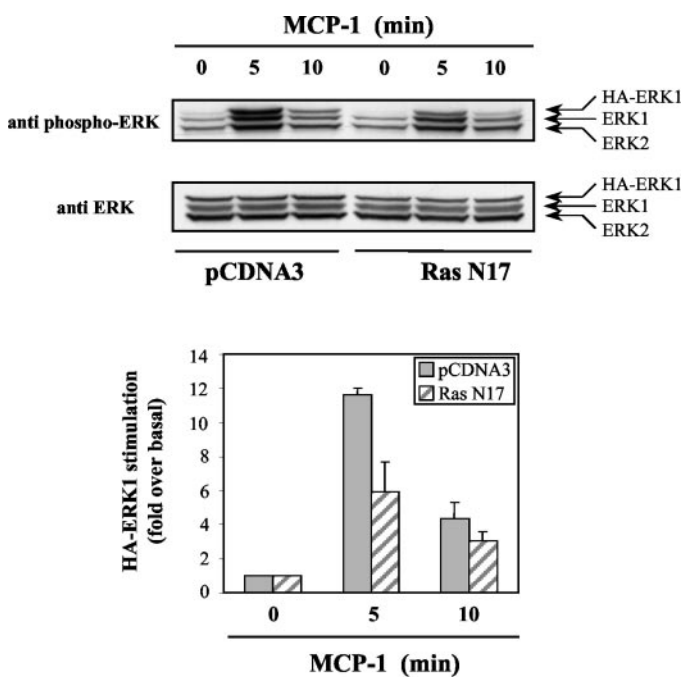 MCP-1 (min)
0 5 10 0 5 10
anti phospho-ERK
HA-ERK1
ERK1
ERK2
anti ERK
HA-ERK1
ERK1
ERK2
pCDNA3 Ras N17
14
12
10
8
6
4
2
0
HA-ERK1 stimulation
(fold over basal)
pCDNA3
Ras N17
0 5 10
MCP-1 (min)